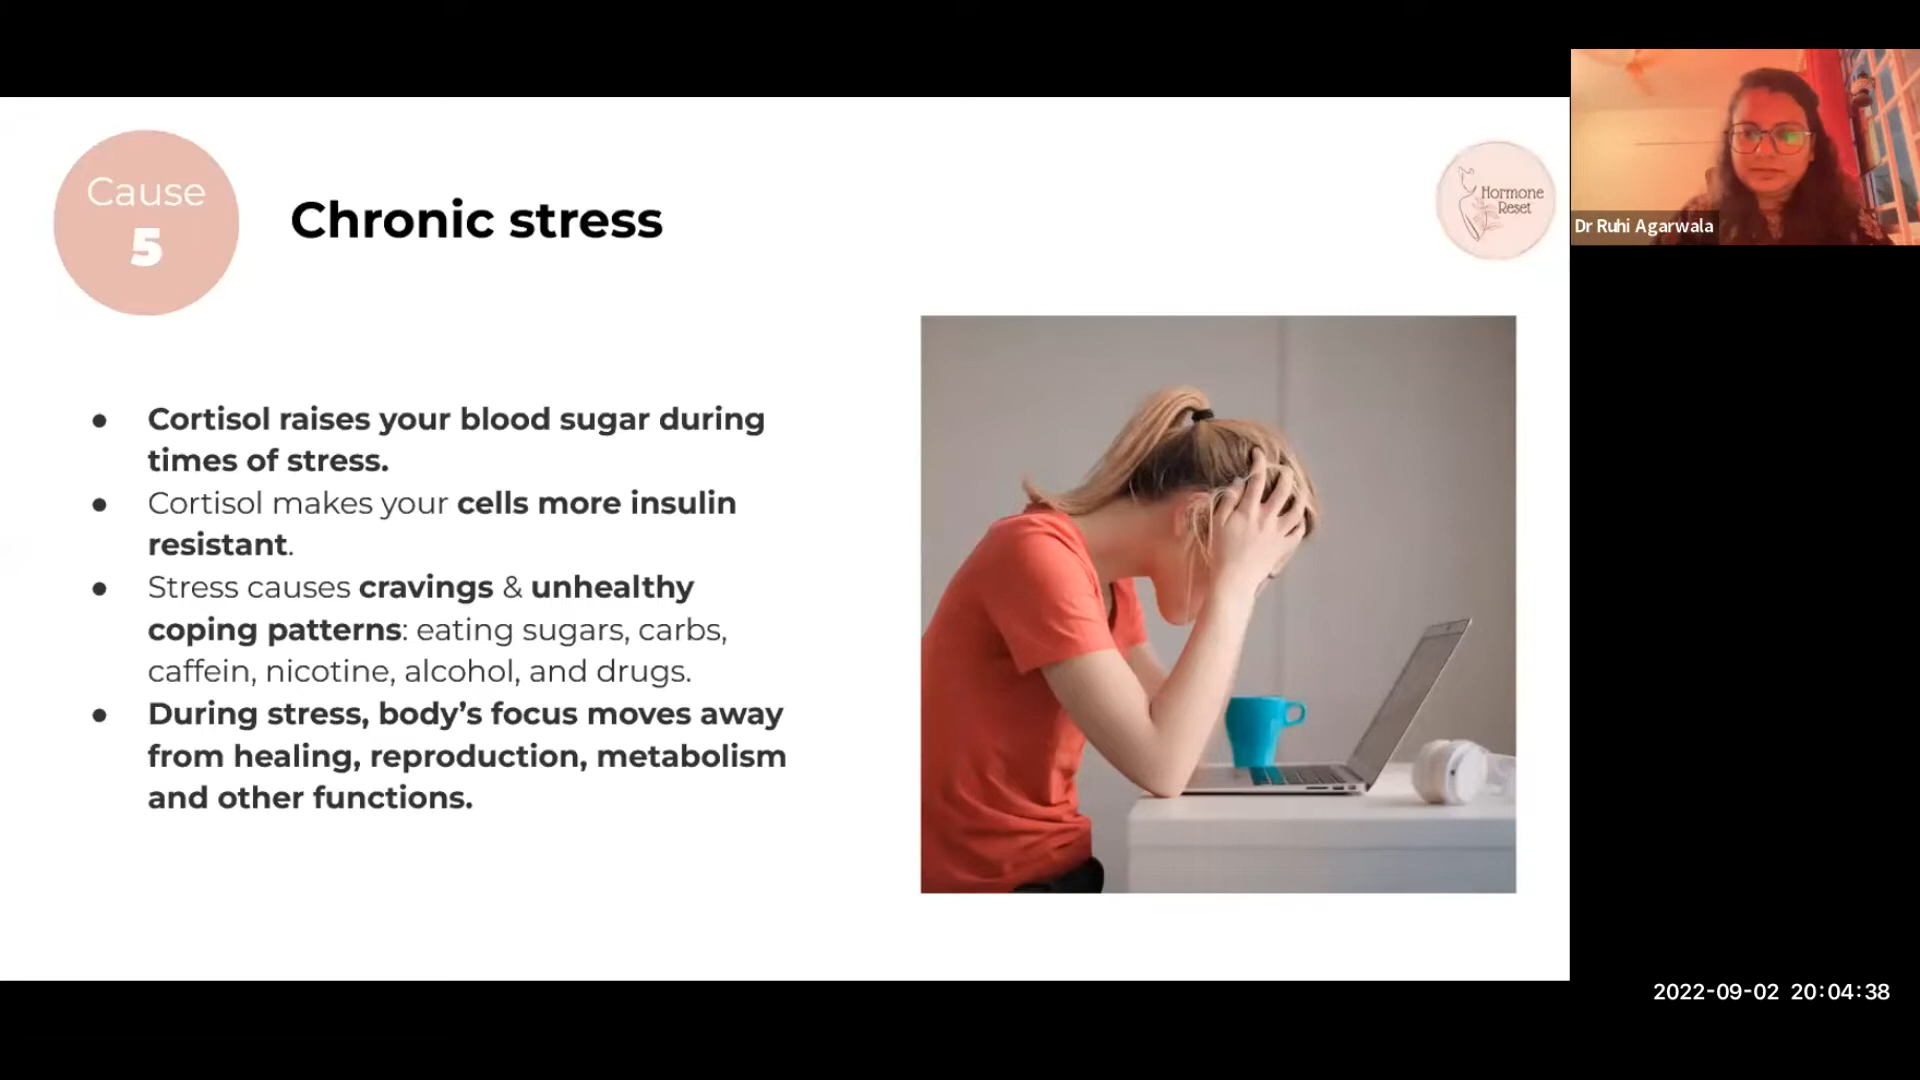 Cause
5
Chronic stress
Hormone
Reset
Dr Ruhi Agarwala
● Cortisol raises your blood sugar during
times of stress.
● Cortisol makes your cells more insulin
resistant.
● Stress causes cravings & unhealthy
coping patterns: eating sugars, carbs,
caffein, nicotine, alcohol, and drugs.
● During stress, body’s focus moves away
from healing, reproduction, metabolism
and other functions.
2022-09-02 20:04:38